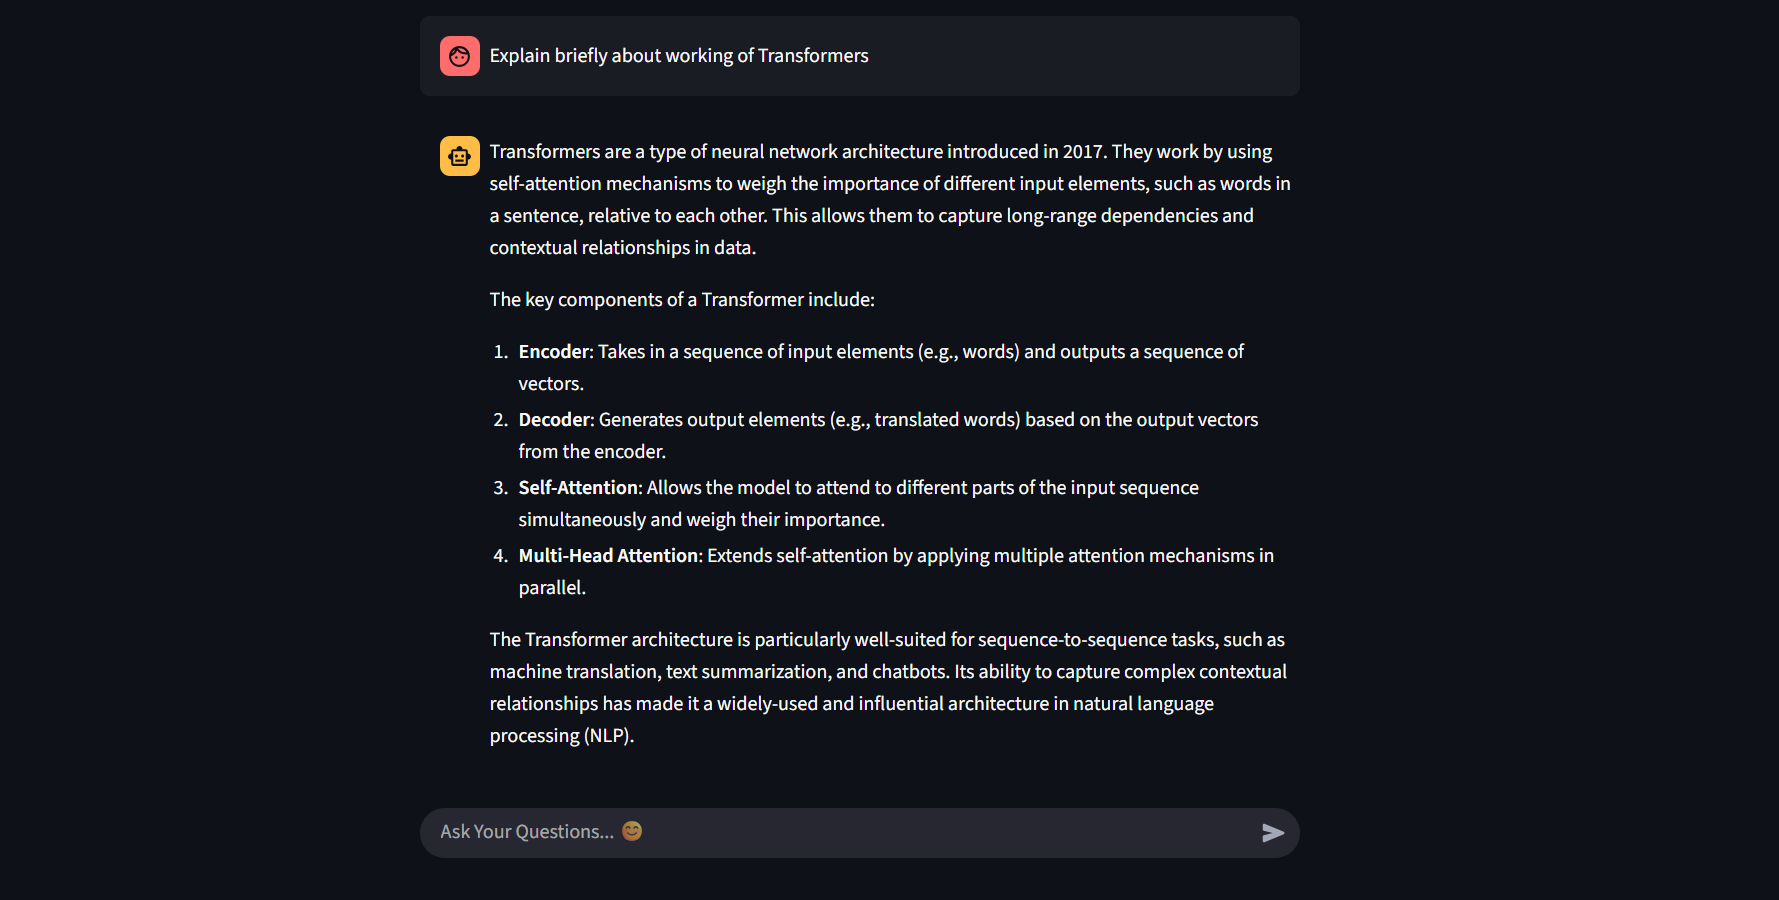 Explain briefly about working of Transformers
Transformers are a type of neural network architecture introduced in 2017. They work by using
self-attention mechanisms to weigh the importance of different input elements, such as words in
a sentence, relative to each other. This allows them to capture long-range dependencies and
contextual relationships in data.
The key components of a Transformer include:
1. Encoder: Takes in a sequence of input elements (e.g., words) and outputs a sequence of
vectors.
2. Decoder: Generates output elements (e.g., translated words) based on the output vectors
from the encoder.
3. Self-Attention: Allows the model to attend to different parts of the input sequence
simultaneously and weigh their importance.
4. Multi-Head Attention: Extends self-attention by applying multiple attention mechanisms in
parallel.
The Transformer architecture is particularly well-suited for sequence-to-sequence tasks, such as
machine translation, text summarization, and chatbots. Its ability to capture complex contextual
relationships has made it a widely-used and influential architecture in natural language
processing (NLP).
Ask Your Questions... 😊